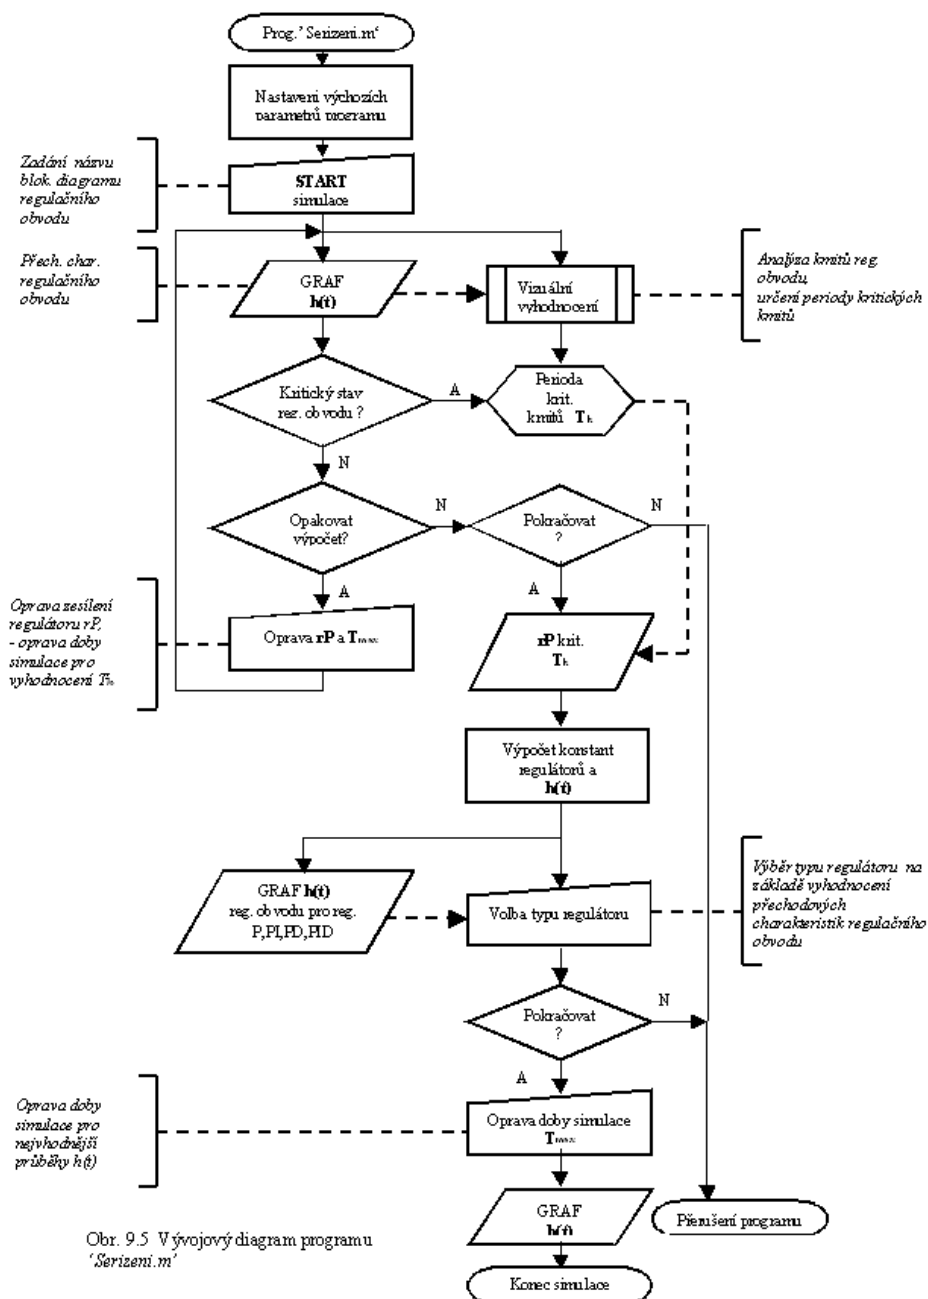 Prog.’ Serizeni.m‘
Nastavení výchozích
parametrů programu
Zadání názvu
blok. diagramu
regulačního
obvodu
START
simulace
Přech. char.
regulačního
obvodu
GRAF
h(t)
Vizuální
vyhodnocení
Analýza kmitů reg.
obvodu,
určení periody kritických
kmitů
Kritický stav
reg. obvodu ?
A
Perioda
krit.
kmitů Tk
N
Opakovat
výpočet?
N
Pokračovat
?
N
A
A
Oprava zesílení
regulátoru rP,
- oprava doby
simulace pro
vyhodnocení Tk
Oprava rP a Tmax
rP krit.
Tk
Výpočet konstant
regulátorů a
h(t)
GRAF h(t)
reg. obvodu pro reg.
P,PI,PD,PID
Volba typu regulátoru
Výběr typu regulátoru na
základě vyhodnocení
přechodových
charakteristik regulačního
obvodu
Pokračovat
?
N
A
Oprava doby
simulace pro
nejvhodnější
průběhy h(t)
Oprava doby simulace
Tmax
GRAF
h(t)
Přerušení programu
Obr. 9.5 Vývojový diagram programu
‘Serizeni.m’
Konec simulace